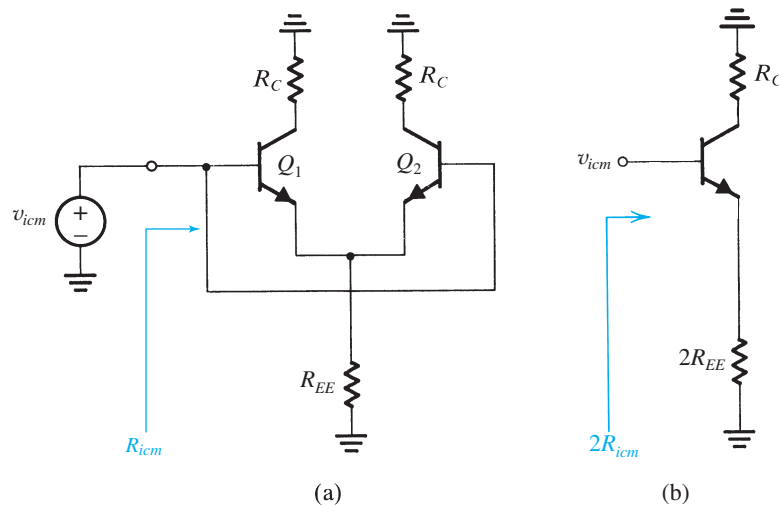 R_C
R_C
R_C
Q_1
Q_2
v_icm
+
−
v_icm
R_EE
2R_EE
R_icm
2R_icm
(a)
(b)